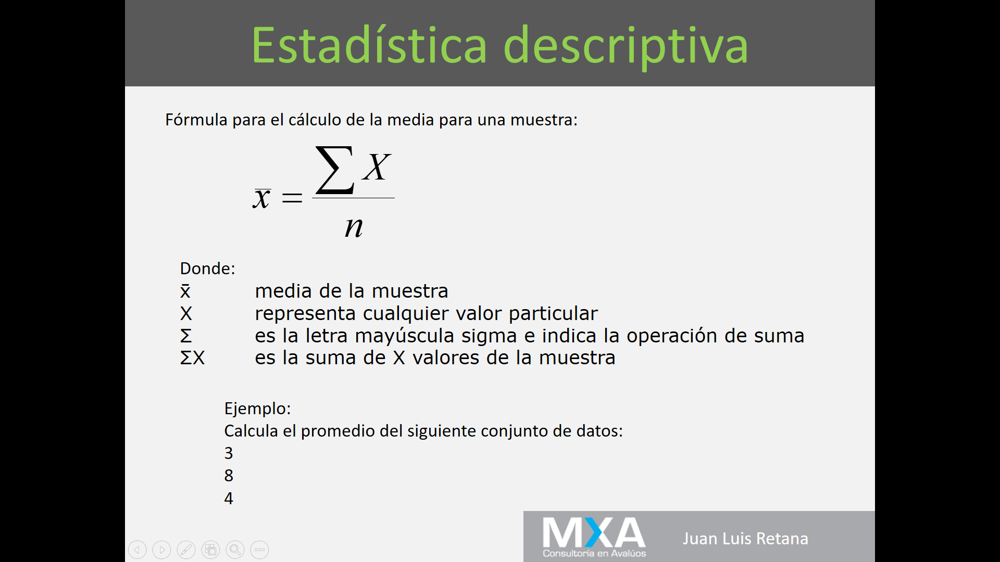 Estadística descriptiva
Fórmula para el cálculo de la media para una muestra:
x̄ = ∑ X / n
Donde:
x̄ media de la muestra
X representa cualquier valor particular
Σ es la letra mayúscula sigma e indica la operación de suma
ΣX es la suma de X valores de la muestra
Ejemplo:
Calcula el promedio del siguiente conjunto de datos:
3
8
4
MXA
Consultoría en Avalúos
Juan Luis Retana